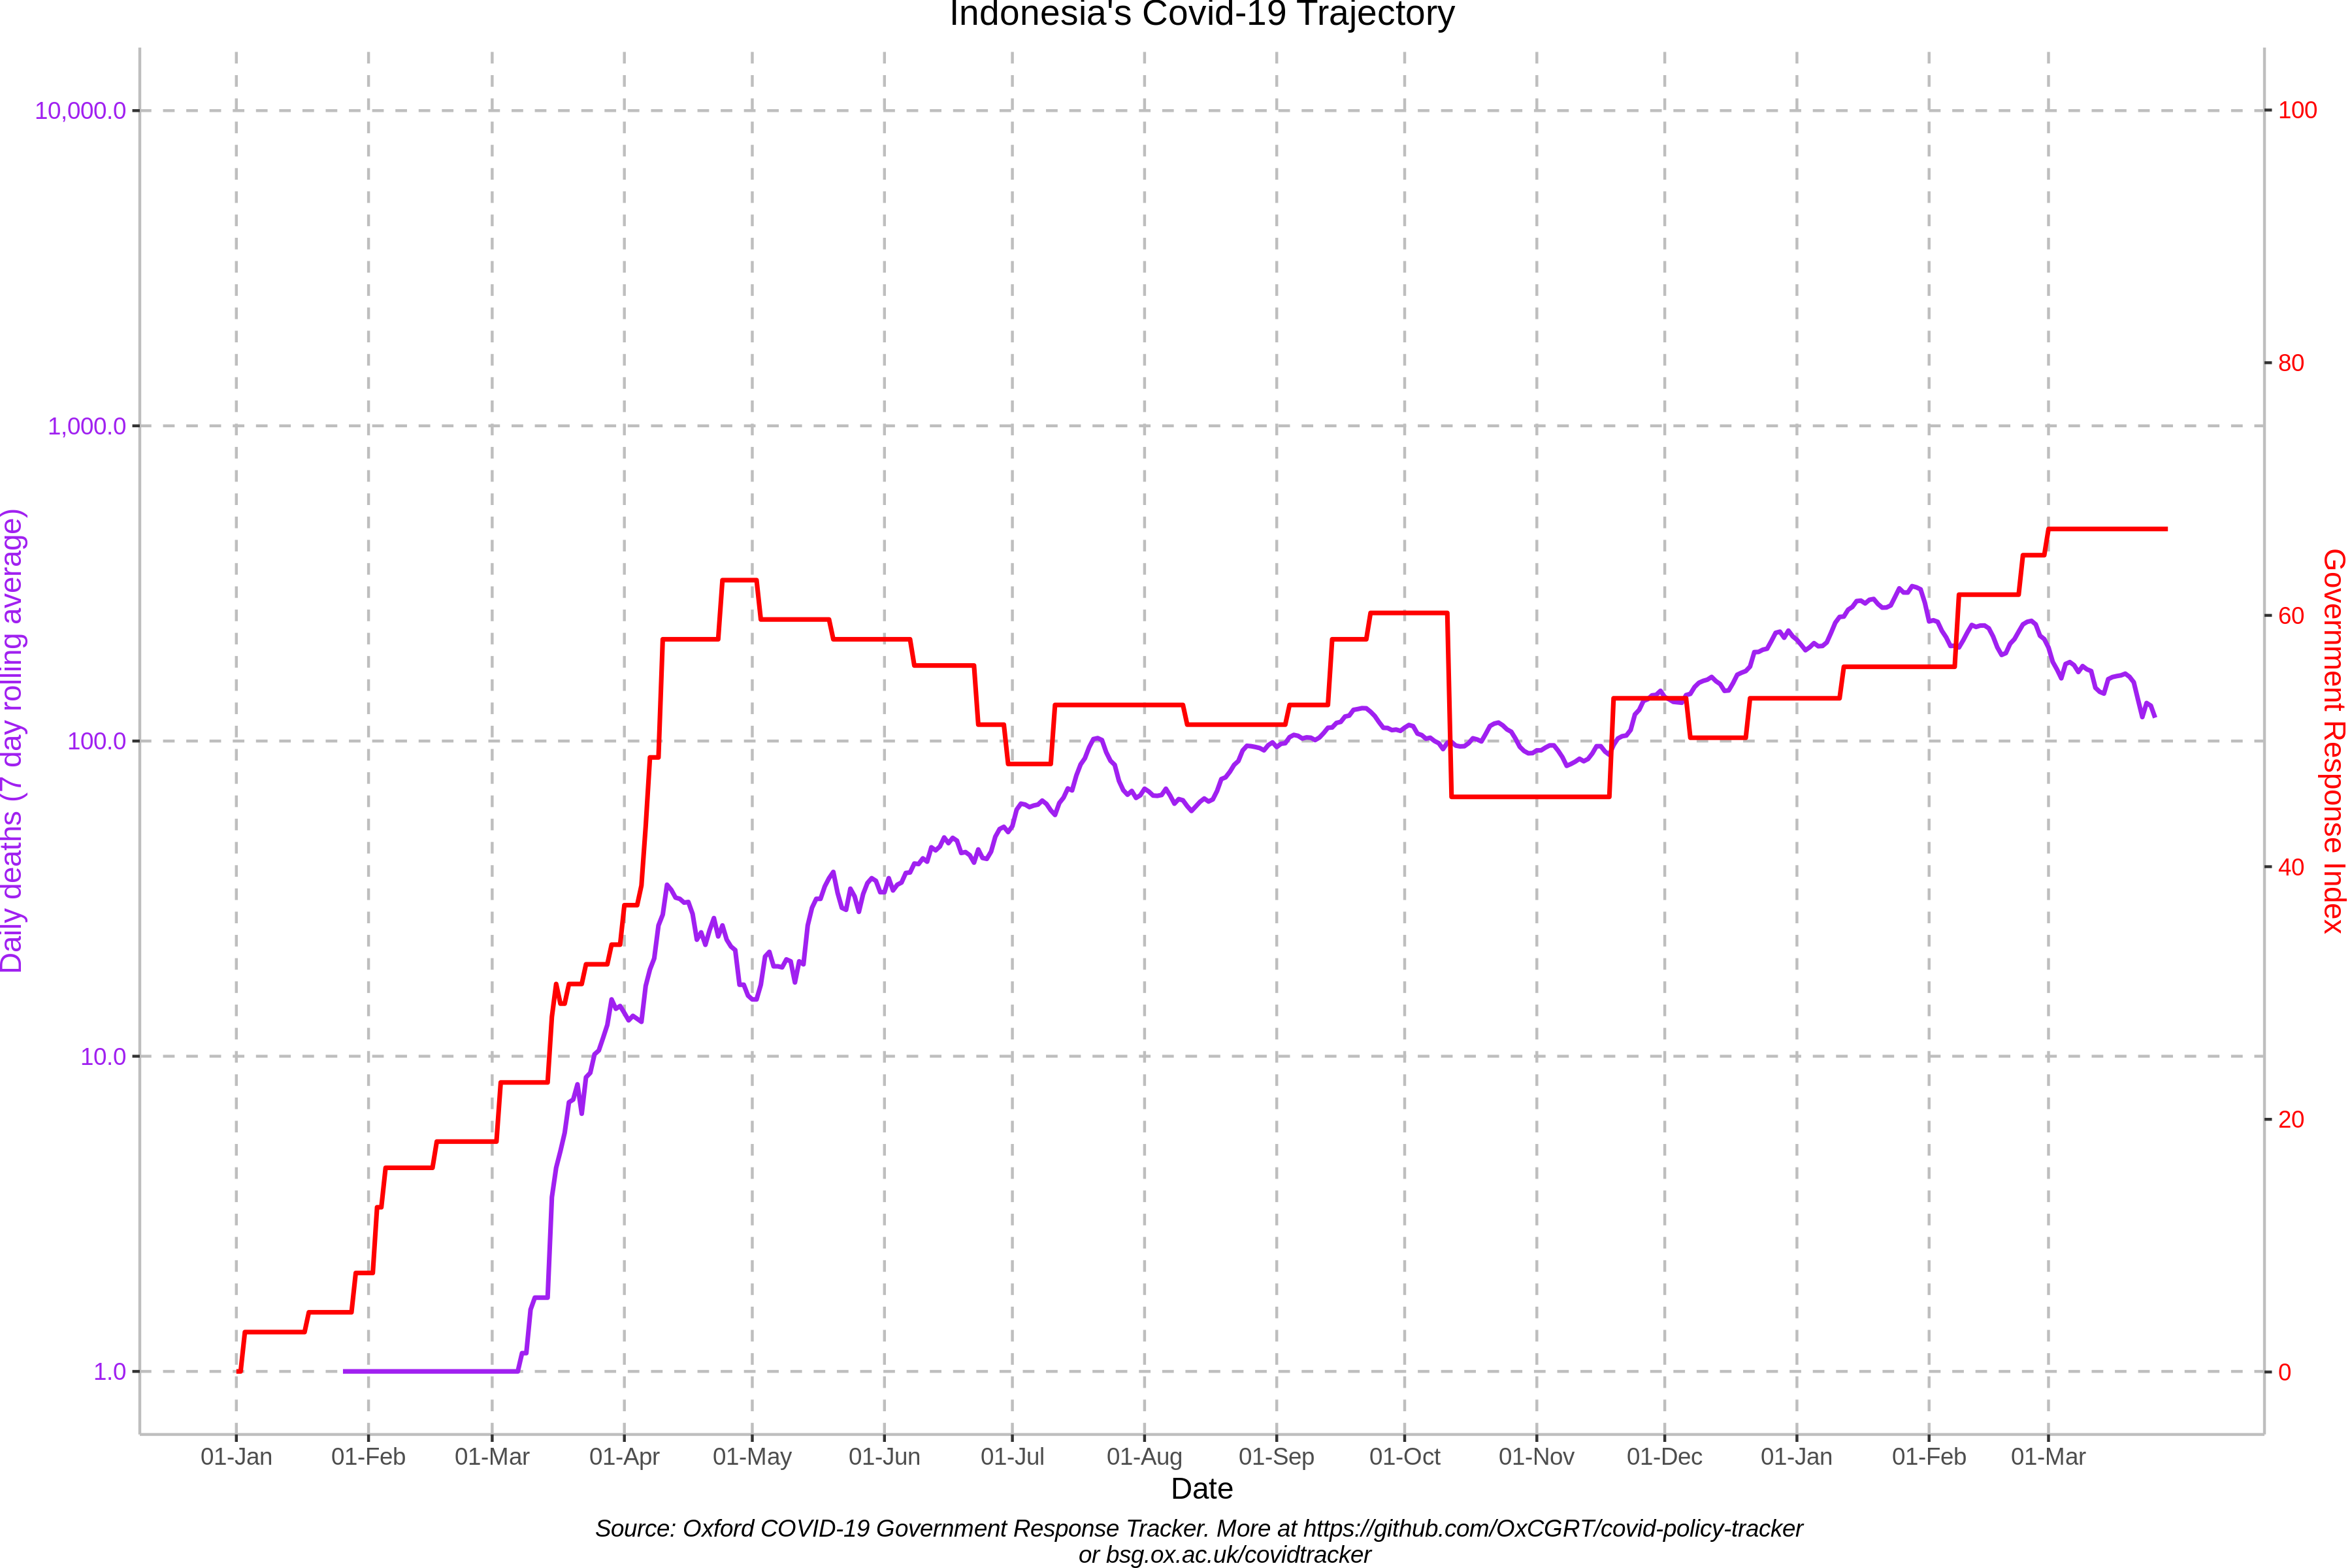 Indonesia's Covid-19 Trajectory
10,000.0
1,000.0
100.0
10.0
1.0
Daily deaths (7 day rolling average)
100
80
60
40
20
0
Government Response Index
01-Jan 01-Feb 01-Mar 01-Apr 01-May 01-Jun 01-Jul 01-Aug 01-Sep 01-Oct 01-Nov 01-Dec 01-Jan 01-Feb 01-Mar
Date
Source: Oxford COVID-19 Government Response Tracker. More at https://github.com/OxCGRT/covid-policy-tracker
or bsg.ox.ac.uk/covidtracker